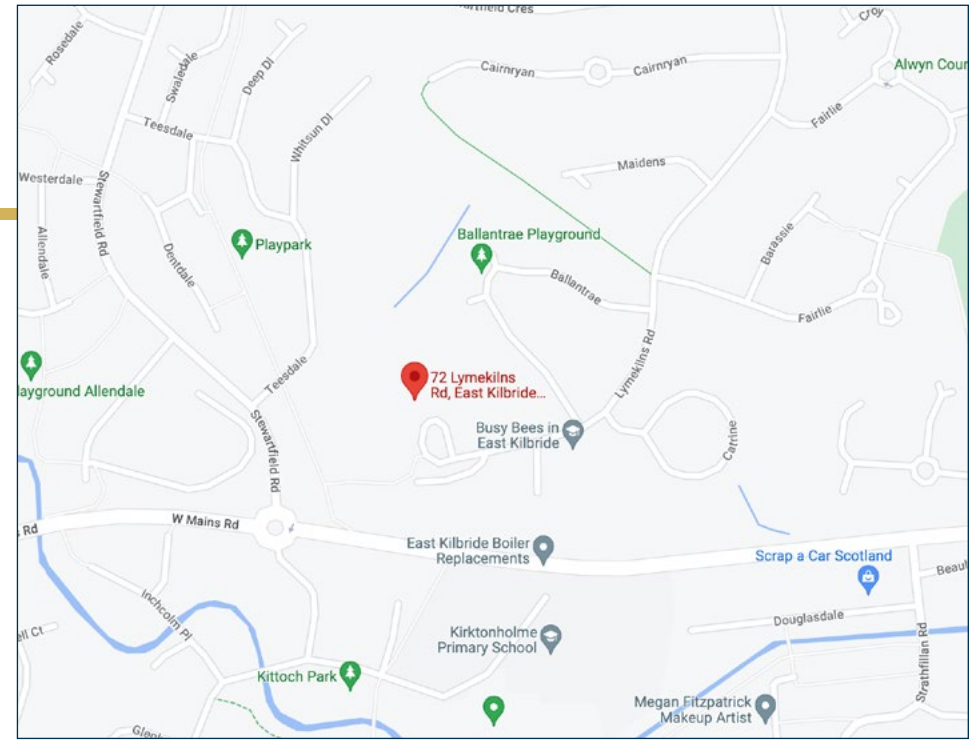 Cairnryan
Cairnryan
Croy
Alwyn Cour
Rosedale
Swaledale
Deep Dl
Teesdale
Whitsun Dl
Fairlie
Maidens
Westerdale
Stewartfield Rd
Allendale
Dentdale
Playpark
Ballantrae Playground
Ballantrae
Barassie
Fairlie
Lymekilns Rd
layground Allendale
Teesdale
72 Lymekilns
Rd, East Kilbride...
Stewartfield Rd
Busy Bees in
East Kilbride
Catrine
Rd
W Mains Rd
East Kilbride Boiler
Replacements
Scrap a Car Scotland
Beaul
Inchcolm Pl
ell Ct
Kirktonholme
Primary School
Douglasdale
Strathfillan Rd
Kittoch Park
Megan Fitzpatrick
Makeup Artist